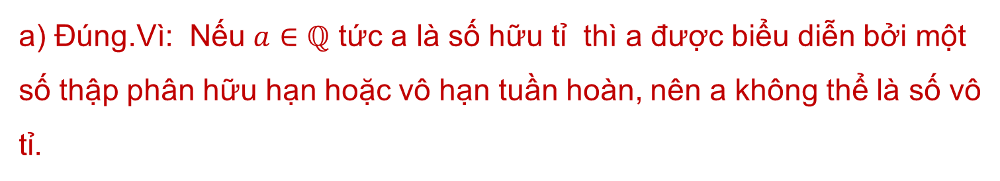 a) Đúng.Vì:  Nếu 𝑎 ∈ ℚ tức a là số hữu tỉ  thì a được biểu diễn bởi một
số thập phân hữu hạn hoặc vô hạn tuần hoàn, nên a không thể là số vô
tỉ.